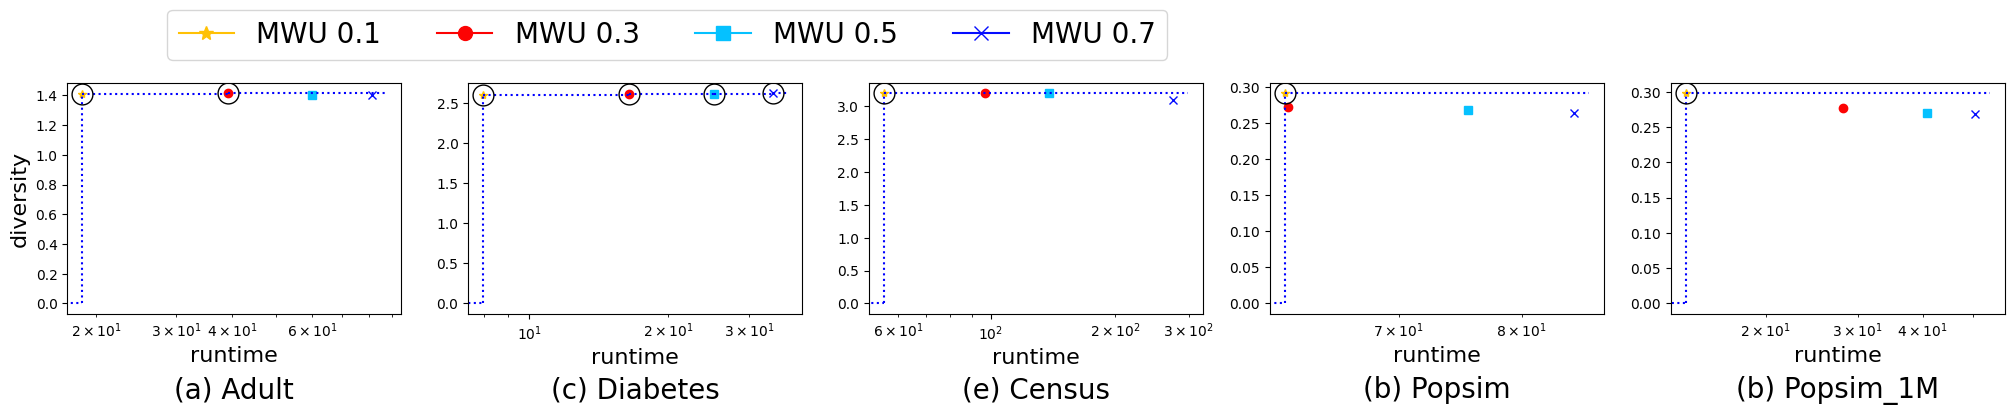 MWU 0.1 MWU 0.3 MWU 0.5 MWU 0.7
diversity
1.4
1.2
1.0
0.8
0.6
0.4
0.2
0.0
2 × 10¹ 3 × 10¹ 4 × 10¹ 6 × 10¹
runtime
(a) Adult
2.5
2.0
1.5
1.0
0.5
0.0
10¹ 2 × 10¹ 3 × 10¹
runtime
(c) Diabetes
3.0
2.5
2.0
1.5
1.0
0.5
0.0
6 × 10¹ 10² 2 × 10² 3 × 10²
runtime
(e) Census
0.30
0.25
0.20
0.15
0.10
0.05
0.00
7 × 10¹ 8 × 10¹
runtime
(b) Popsim
0.30
0.25
0.20
0.15
0.10
0.05
0.00
2 × 10¹ 3 × 10¹ 4 × 10¹
runtime
(b) Popsim_1M